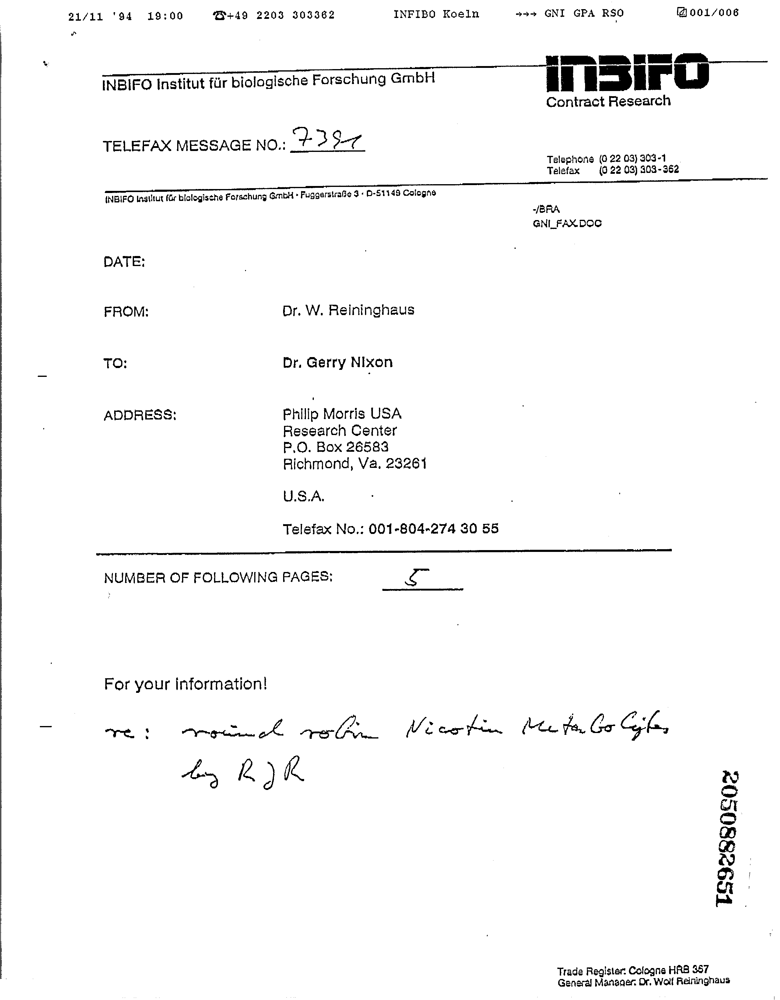 21/11 '94 19:00 ☎+49 2203 303362 INFIBO Koeln →→→ GNI GPA RSO 001/006
INBIFO Institut für biologische Forschung GmbH
INBIFO
Contract Research
TELEFAX MESSAGE NO.:
Telephone (0 22 03) 303-1
Telefax (0 22 03) 303-362
INBIFO Institut für biologische Forschung GmbH · Fuggerstraße 3 · D-51149 Cologne
-/BRA
GNI_FAX.DOC
DATE:
FROM: Dr. W. Reininghaus
TO: Dr. Gerry Nixon
ADDRESS: Philip Morris USA
Research Center
P.O. Box 26583
Richmond, Va. 23261
U.S.A.
Telefax No.: 001-804-274 30 55
NUMBER OF FOLLOWING PAGES: 5
For your information!
re: round robin Nicotin Metabolites
by RJR
2050882651
Trade Register: Cologne HRB 367
General Manager: Dr. Wolf Reininghaus